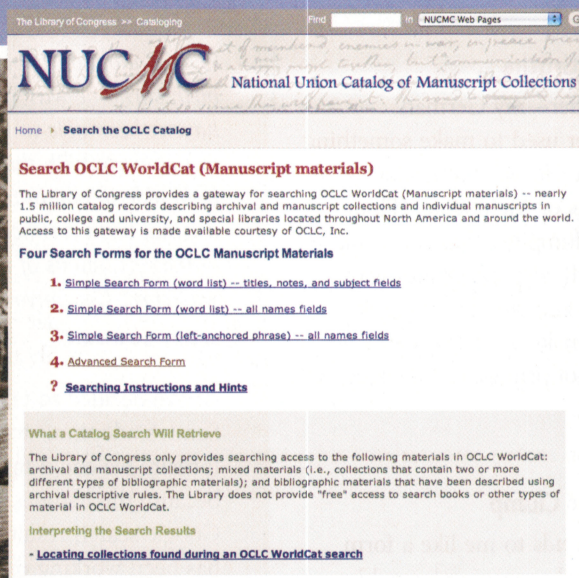 The Library of Congress >> Cataloging
Find in NUCMC Web Pages
NUCMC National Union Catalog of Manuscript Collections
Home Search the OCLC Catalog
Search OCLC WorldCat (Manuscript materials)
The Library of Congress provides a gateway for searching OCLC WorldCat (Manuscript materials) -- nearly
1.5 million catalog records describing archival and manuscript collections and individual manuscripts in
public, college and university, and special libraries located throughout North America and around the world.
Access to this gateway is made available courtesy of OCLC, Inc.
Four Search Forms for the OCLC Manuscript Materials
1. Simple Search Form (word list) -- titles, notes, and subject fields
2. Simple Search Form (word list) -- all names fields
3. Simple Search Form (left-anchored phrase) -- all names fields
4. Advanced Search Form
? Searching Instructions and Hints
What a Catalog Search Will Retrieve
The Library of Congress only provides searching access to the following materials in OCLC WorldCat:
archival and manuscript collections; mixed materials (i.e., collections that contain two or more
different types of bibliographic materials); and bibliographic materials that have been described using
archival descriptive rules. The Library does not provide "free" access to search books or other types of
material in OCLC WorldCat.
Interpreting the Search Results
- Locating collections found during an OCLC WorldCat search